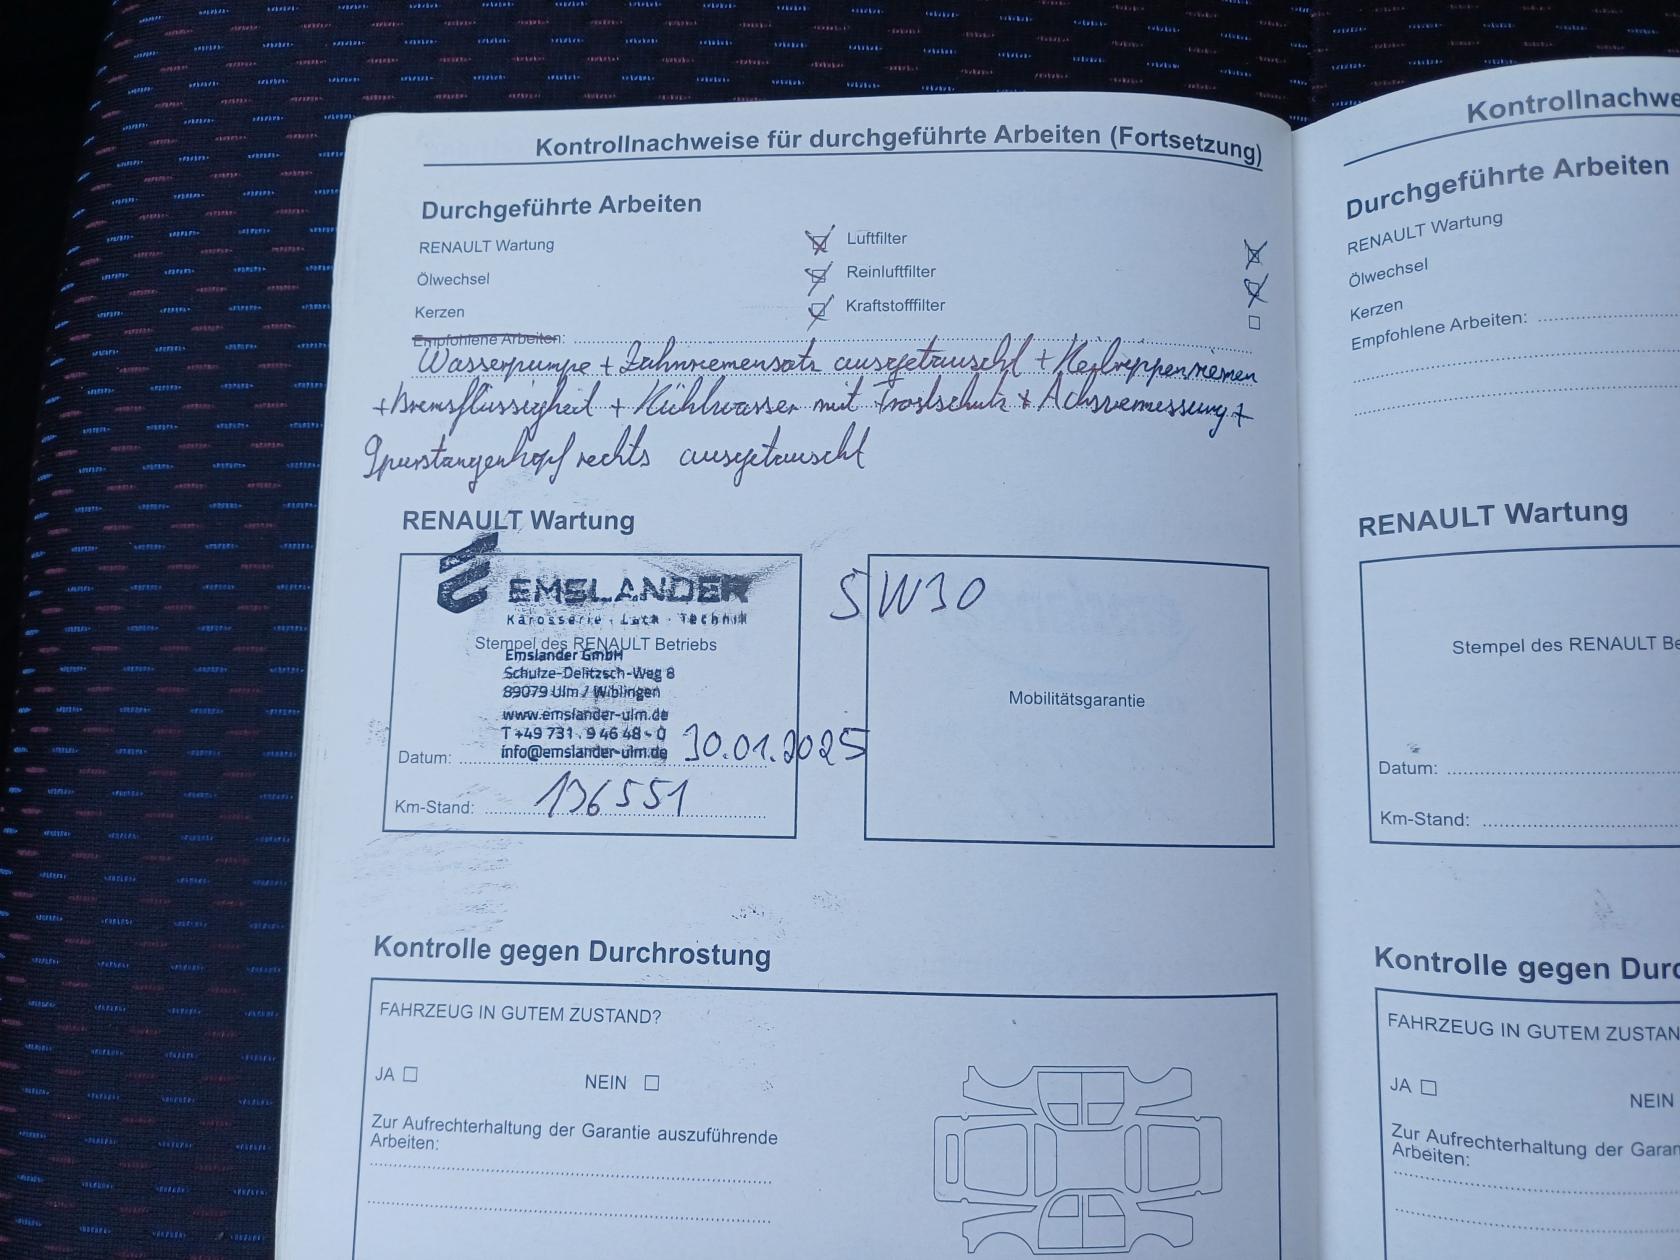 Kontrollnachweise für durchgeführte Arbeiten (Fortsetzung)
Durchgeführte Arbeiten
RENAULT Wartung
Luftfilter
Ölwechsel
Reinluftfilter
Kerzen
Kraftstofffilter
Empfohlene Arbeiten:
Wasserpumpe + Zahnriemensatz ausgetauscht + Keilrippenriemen
+ Bremsflüssigkeit + Kühlwasser mit Frostschutz + Achsvermessung +
Spurstangenkopf rechts ausgetauscht
RENAULT Wartung
EMSLANDER
Karosserie · Lack · Technik
Stempel des RENAULT Betriebs
Emslander GmbH
Schulze-Delitzsch-Weg 8
89079 Ulm / Wiblingen
www.emslander-ulm.de
T +49 731 . 9 46 48 - 0
info@emslander-ulm.de
Datum: 30.01.2025
Km-Stand: 136551
5W30
Mobilitätsgarantie
Kontrolle gegen Durchrostung
FAHRZEUG IN GUTEM ZUSTAND?
JA
NEIN
Zur Aufrechterhaltung der Garantie auszuführende
Arbeiten:
Kontrollnachwe
Durchgeführte Arbeiten
RENAULT Wartung
Ölwechsel
Kerzen
Empfohlene Arbeiten:
RENAULT Wartung
Stempel des RENAULT Be
Datum:
Km-Stand:
Kontrolle gegen Durc
FAHRZEUG IN GUTEM ZUSTAN
JA
NEIN
Zur Aufrechterhaltung der Garan
Arbeiten: